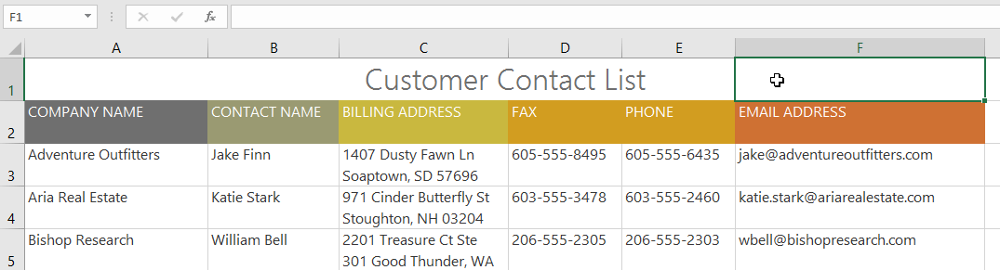 F1 fx
A B C D E F
1 Customer Contact List
2 COMPANY NAME CONTACT NAME BILLING ADDRESS FAX PHONE EMAIL ADDRESS
3 Adventure Outfitters Jake Finn 1407 Dusty Fawn Ln 605-555-8495 605-555-6435 jake@adventureoutfitters.com
Soaptown, SD 57696
4 Aria Real Estate Katie Stark 971 Cinder Butterfly St 603-555-3478 603-555-2460 katie.stark@ariarealestate.com
Stoughton, NH 03204
5 Bishop Research William Bell 2201 Treasure Ct Ste 206-555-2305 206-555-2303 wbell@bishopresearch.com
301 Good Thunder, WA